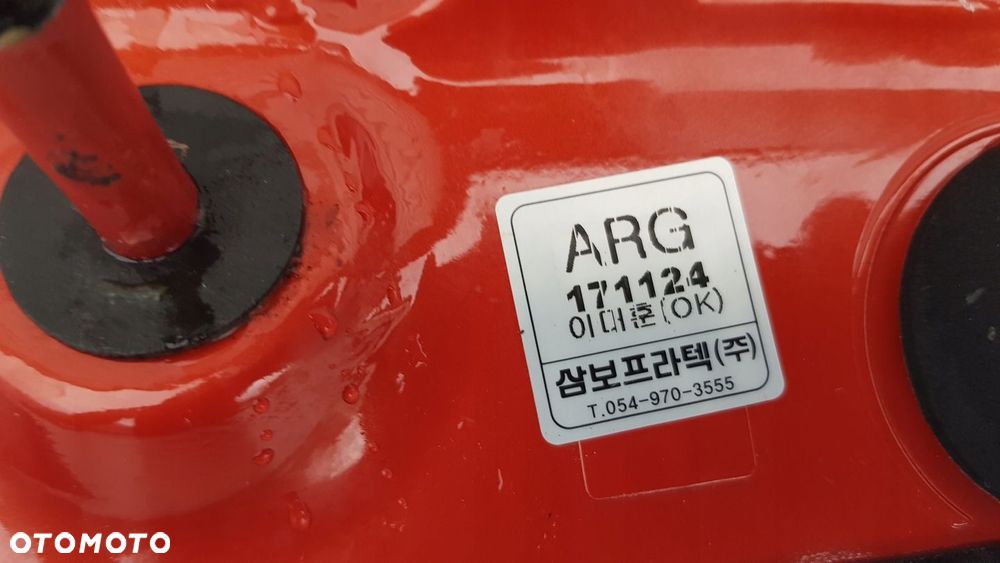 ARG
171124
이대훈(OK)
삼보프라텍(주)
T.054-970-3555
OTOMOTO